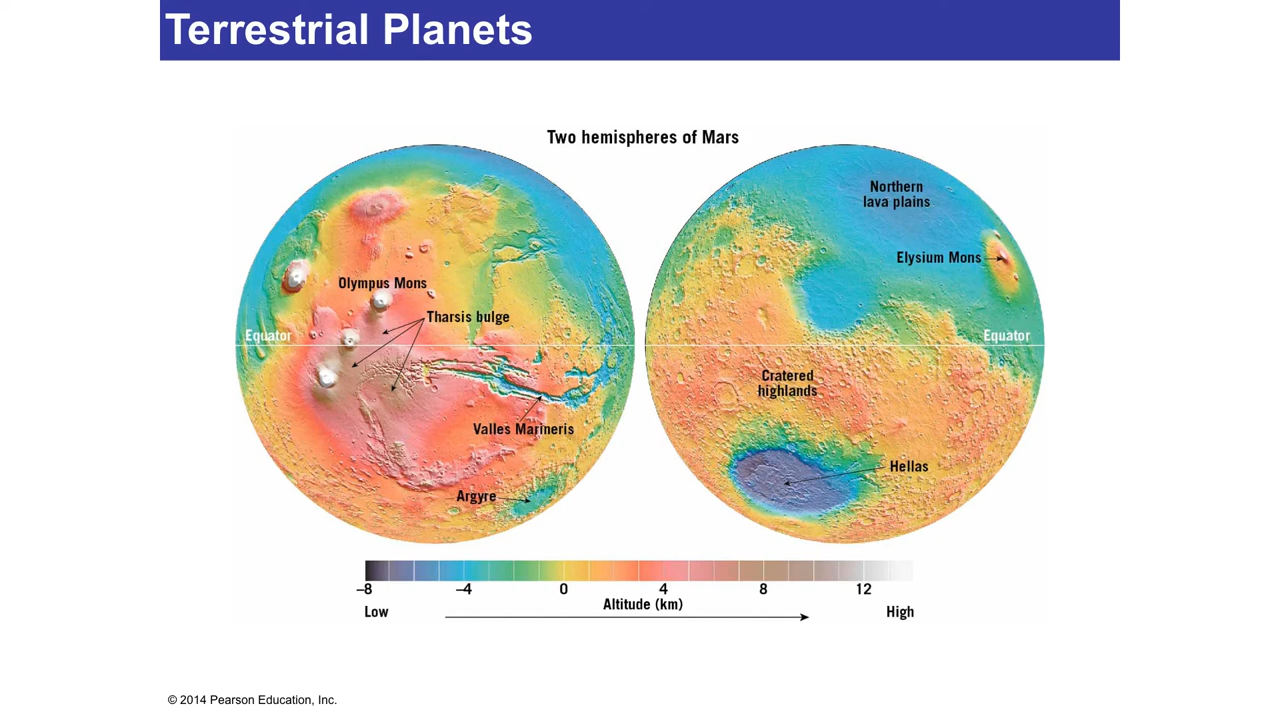 Terrestrial Planets
Two hemispheres of Mars
Northern
lava plains
Elysium Mons
Olympus Mons
Tharsis bulge
Equator
Equator
Cratered
highlands
Valles Marineris
Hellas
Argyre
–8 –4 0 4 8 12
Low Altitude (km) High
© 2014 Pearson Education, Inc.